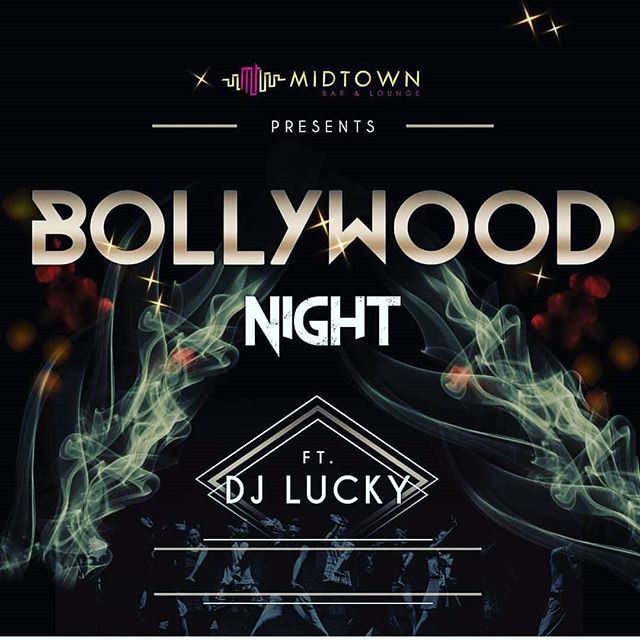 MIDTOWN
BAR & LOUNGE
PRESENTS
BOLLYWOOD
NIGHT
FT.
DJ LUCKY